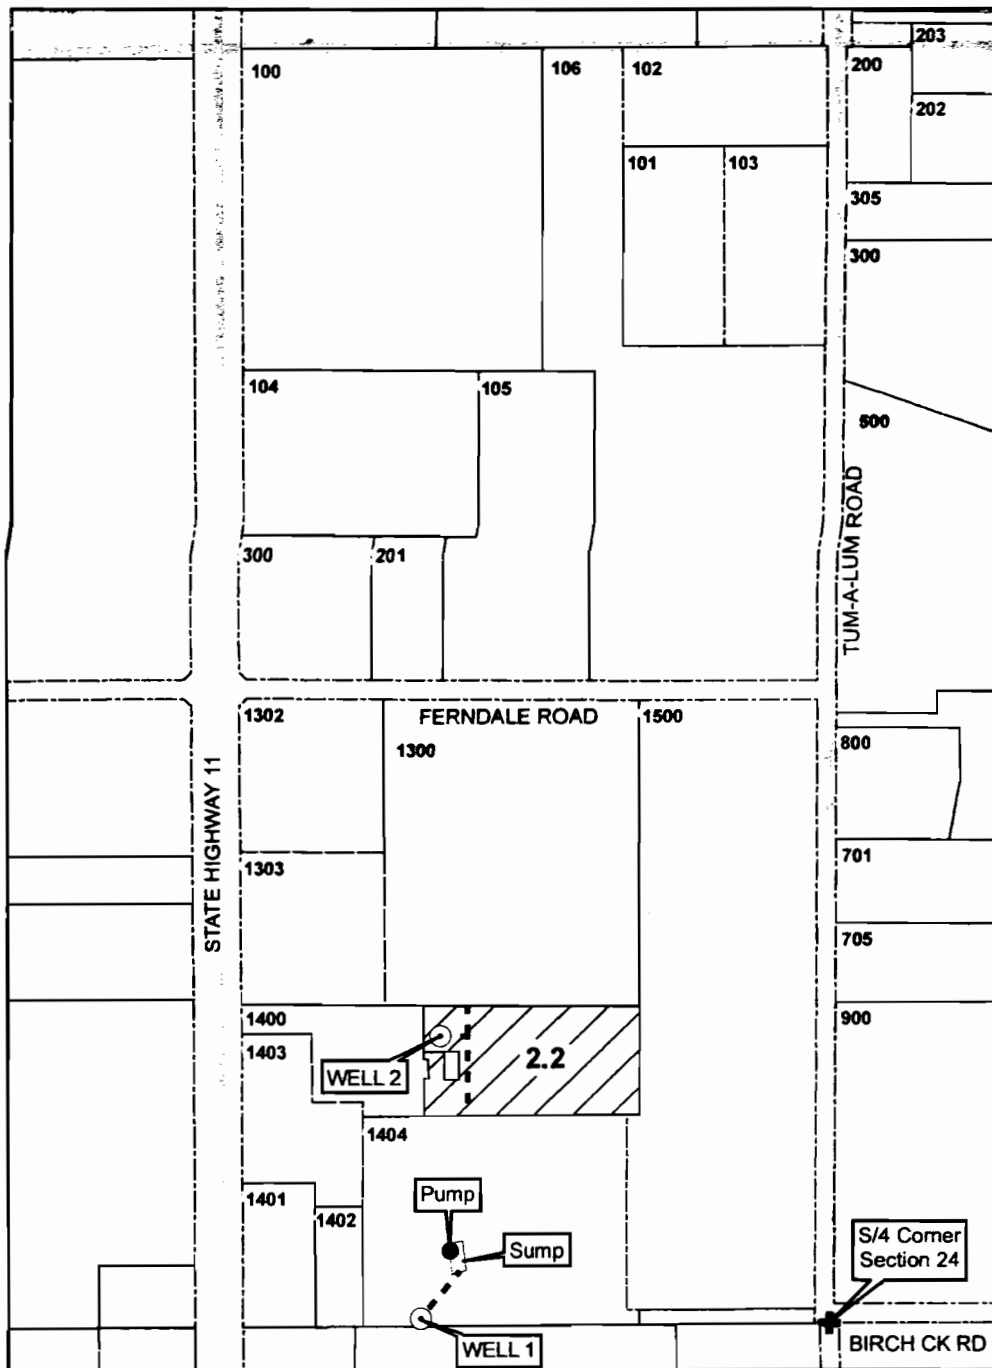 203
100
106
102
200
202
101
103
305
300
104
105
500
TUM-A-LUM ROAD
300
201
1302
FERNDALE ROAD
1500
1300
800
STATE HIGHWAY 11
1303
701
705
1400
900
1403
WELL 2
2.2
1404
Pump
1401
1402
Sump
S/4 Corner
Section 24
WELL 1
BIRCH CK RD